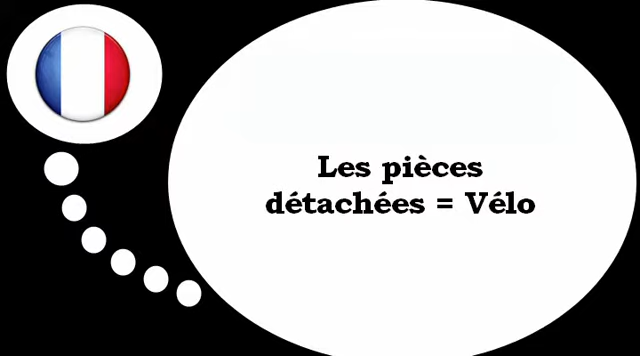 Les pièces
détachées = Vélo